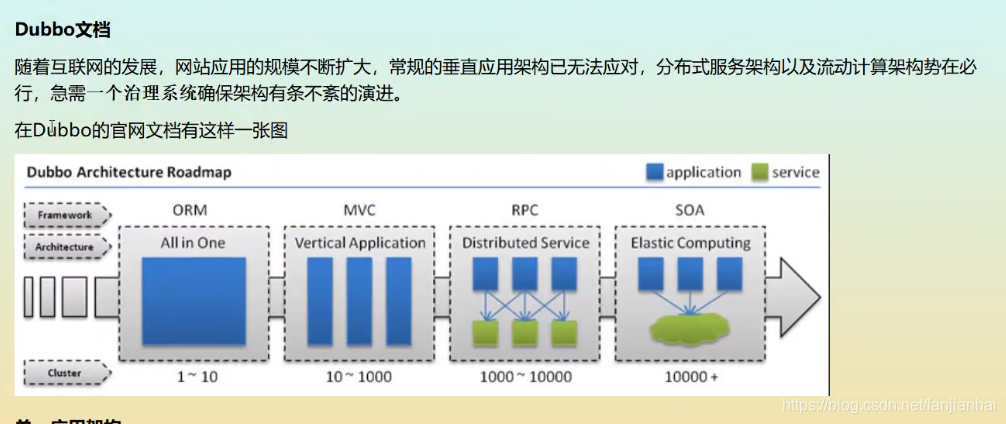 Dubbo文档
随着互联网的发展，网站应用的规模不断扩大，常规的垂直应用架构已无法应对，分布式服务架构以及流动计算架构势在必
行，急需一个治理系统确保架构有条不紊的演进。
在Dubbo的官网文档有这样一张图
Dubbo Architecture Roadmap
application service
Framework ORM MVC RPC SOA
Architecture All in One Vertical Application Distributed Service Elastic Computing
Cluster 1 ~ 10 10 ~ 1000 1000 ~ 10000 10000 +
https://blog.csdn.net/fanjianhai